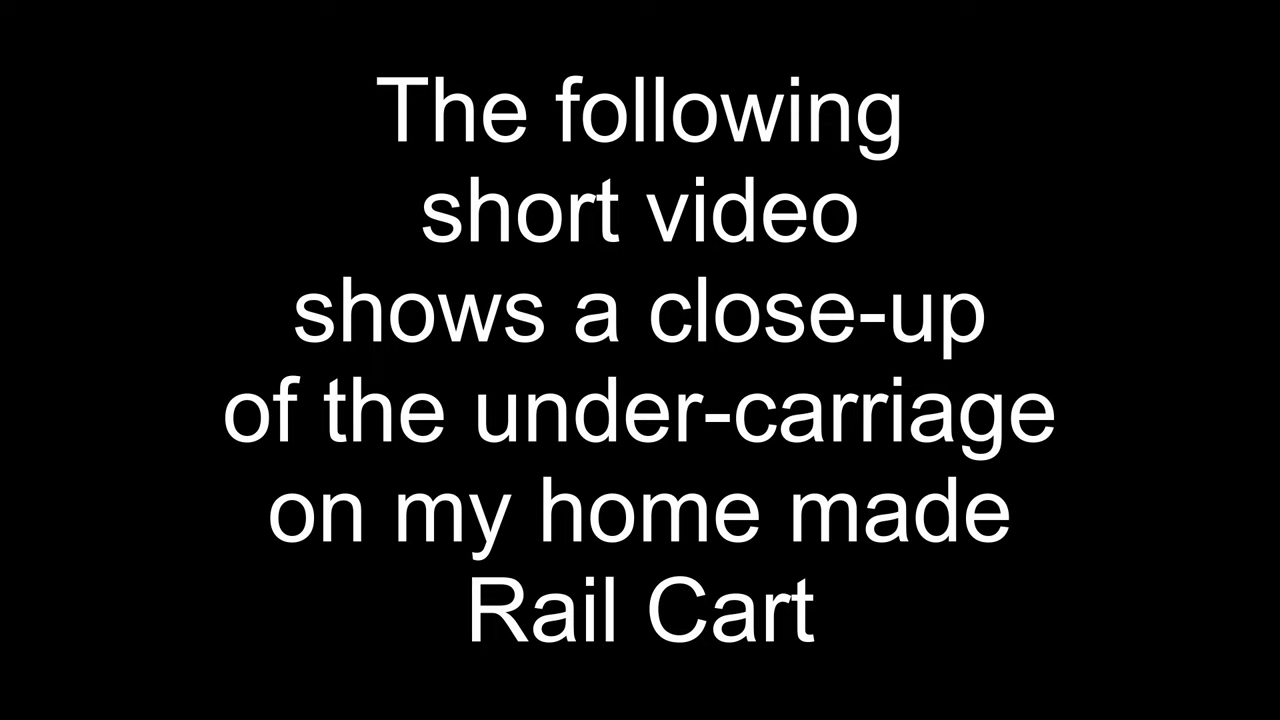 The following
short video
shows a close-up
of the under-carriage
on my home made
Rail Cart